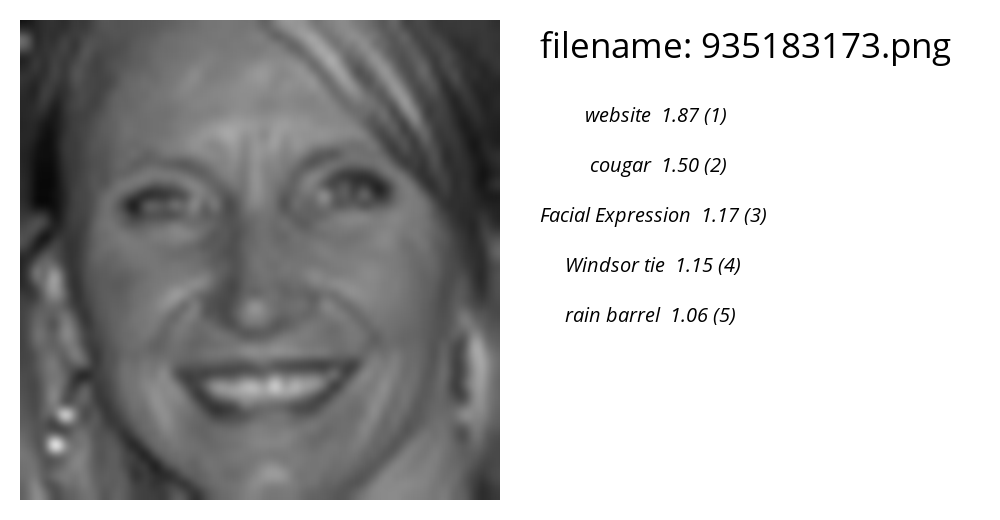 filename: 935183173.png
website 1.87 (1)
cougar 1.50 (2)
Facial Expression 1.17 (3)
Windsor tie 1.15 (4)
rain barrel 1.06 (5)